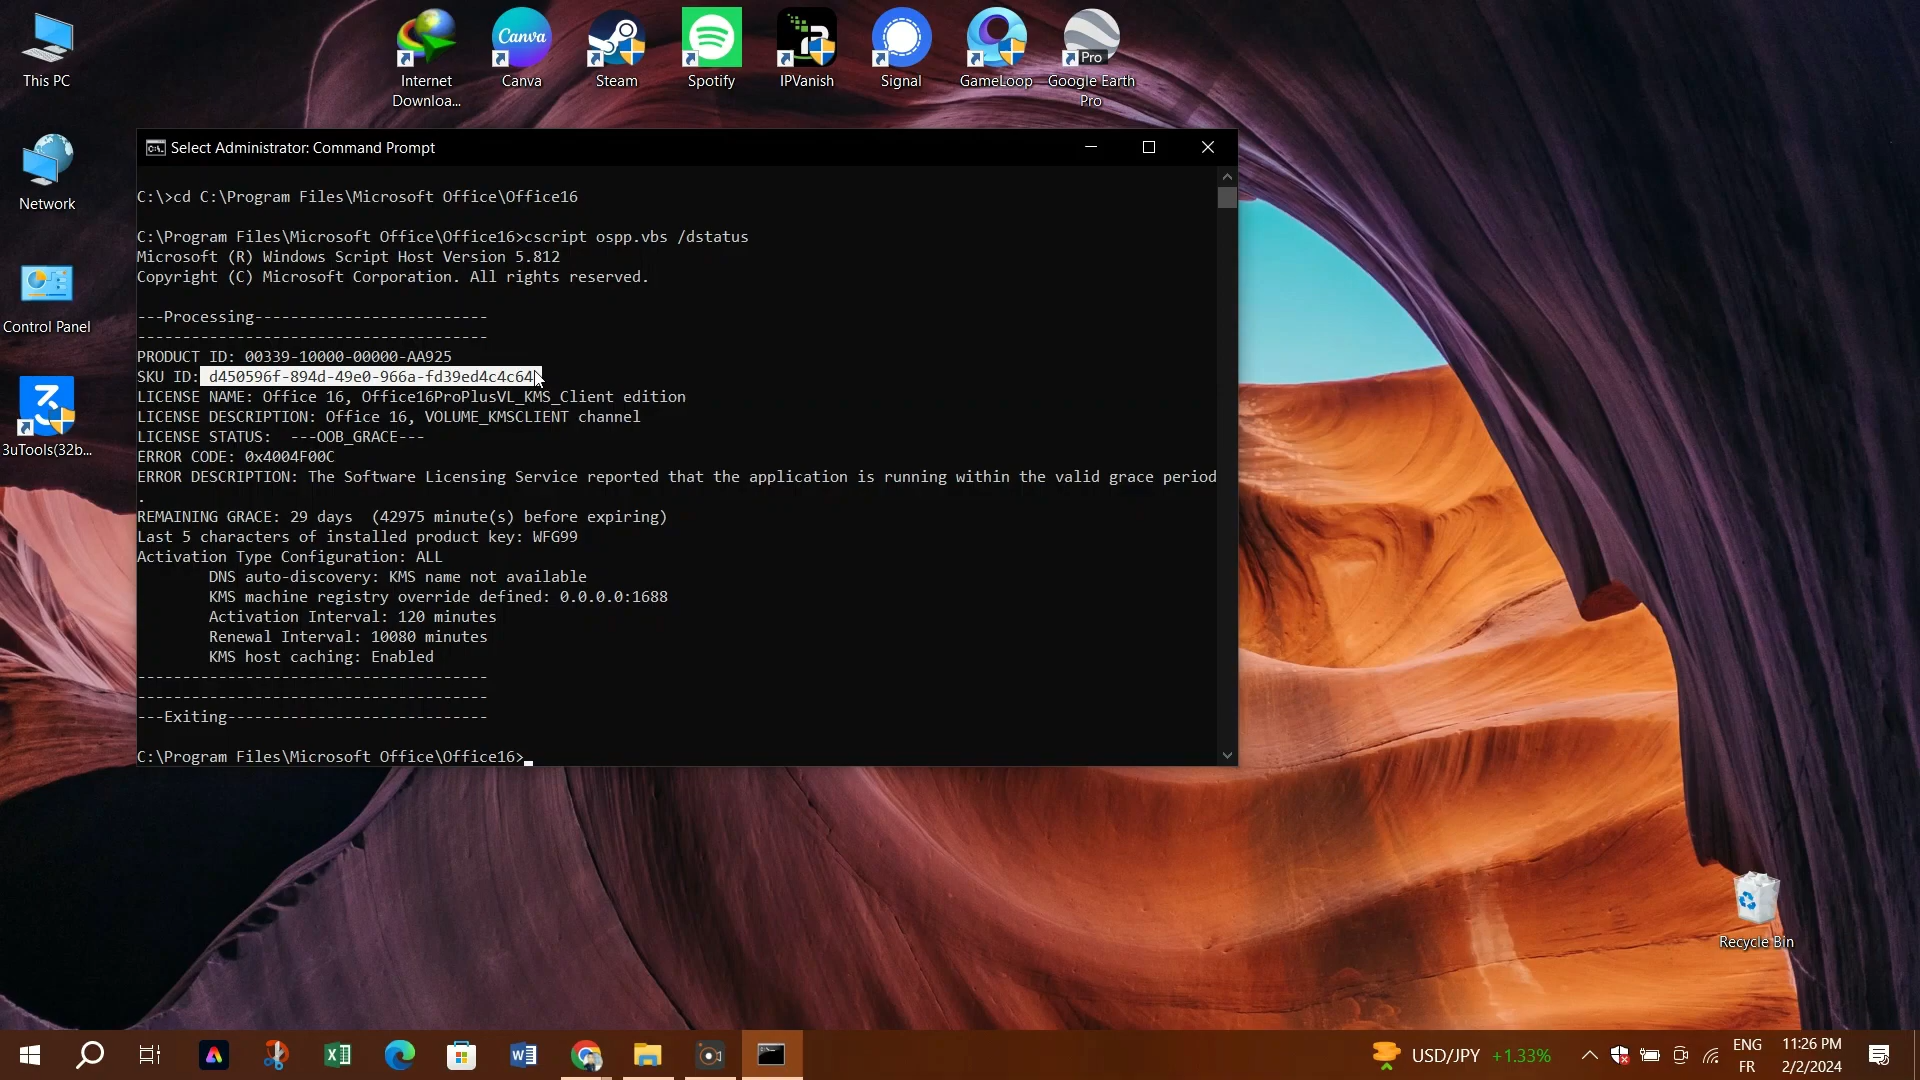 This PC
Internet
Downloa...
Canva
Canva
Steam
Spotify
IPVanish
Signal
GameLoop
Pro
Google Earth
Pro
Network
Control Panel
3uTools(32b...
Select Administrator: Command Prompt
C:\>cd C:\Program Files\Microsoft Office\Office16
C:\Program Files\Microsoft Office\Office16>cscript ospp.vbs /dstatus
Microsoft (R) Windows Script Host Version 5.812
Copyright (C) Microsoft Corporation. All rights reserved.
---Processing--------------------------
---------------------------------------
PRODUCT ID: 00339-10000-00000-AA925
SKU ID: d450596f-894d-49e0-966a-fd39ed4c4c64
LICENSE NAME: Office 16, Office16ProPlusVL_KMS_Client edition
LICENSE DESCRIPTION: Office 16, VOLUME_KMSCLIENT channel
LICENSE STATUS:  ---OOB_GRACE---
ERROR CODE: 0x4004F00C
ERROR DESCRIPTION: The Software Licensing Service reported that the application is running within the valid grace period
.
REMAINING GRACE: 29 days  (42975 minute(s) before expiring)
Last 5 characters of installed product key: WFG99
Activation Type Configuration: ALL
        DNS auto-discovery: KMS name not available
        KMS machine registry override defined: 0.0.0.0:1688
        Activation Interval: 120 minutes
        Renewal Interval: 10080 minutes
        KMS host caching: Enabled
---------------------------------------
---------------------------------------
---Exiting-----------------------------
C:\Program Files\Microsoft Office\Office16>
Recycle Bin
USD/JPY +1.33%
ENG
FR
11:26 PM
2/2/2024